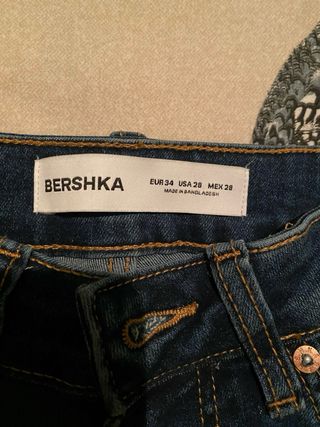 BERSHKA
EUR 34 USA 28 MEX 28
MADE IN BANGLADESH